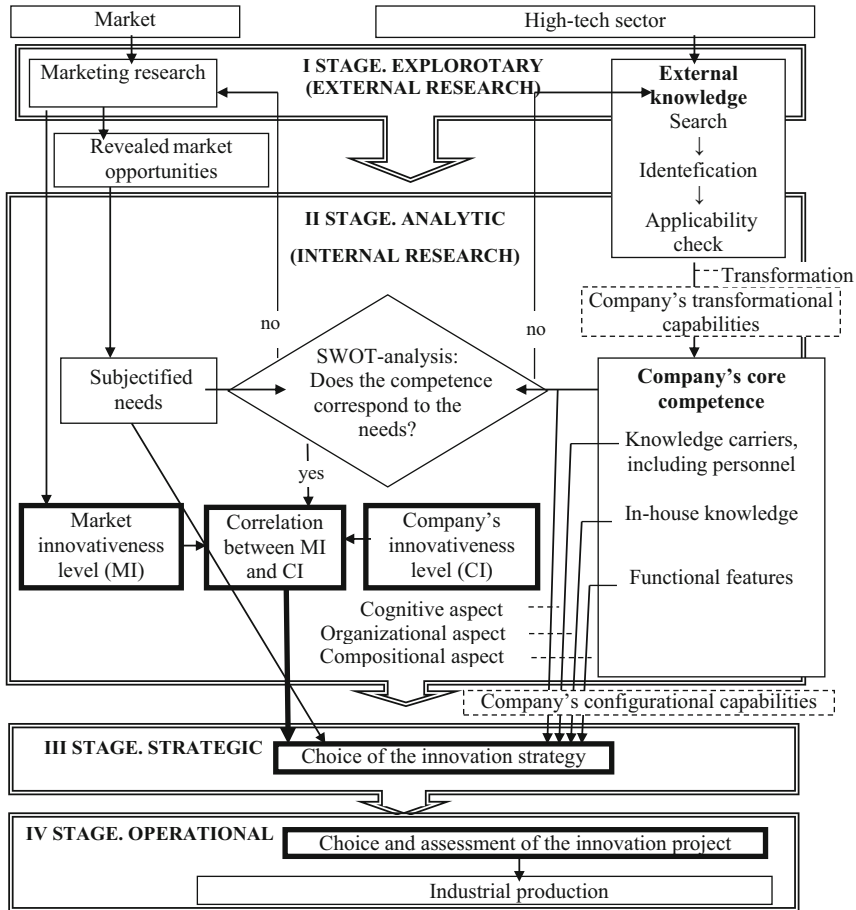 Market
High-tech sector
I STAGE. EXPLOROTARY
(EXTERNAL RESEARCH)
Marketing research
External
knowledge
Search
↓
Identefication
↓
Applicability
check
Revealed market
opportunities
II STAGE. ANALYTIC
(INTERNAL RESEARCH)
Transformation
Company's transformational
capabilities
no
no
Subjectified
needs
SWOT-analysis:
Does the competence
correspond to the
needs?
yes
Company's core
competence
Knowledge carriers,
including personnel
In-house knowledge
Functional features
Market
innovativeness
level (MI)
Correlation
between MI
and CI
Company's
innovativeness
level (CI)
Cognitive aspect
Organizational aspect
Compositional aspect
Company's configurational capabilities
III STAGE. STRATEGIC
Choice of the innovation strategy
IV STAGE. OPERATIONAL
Choice and assessment of the innovation project
Industrial production